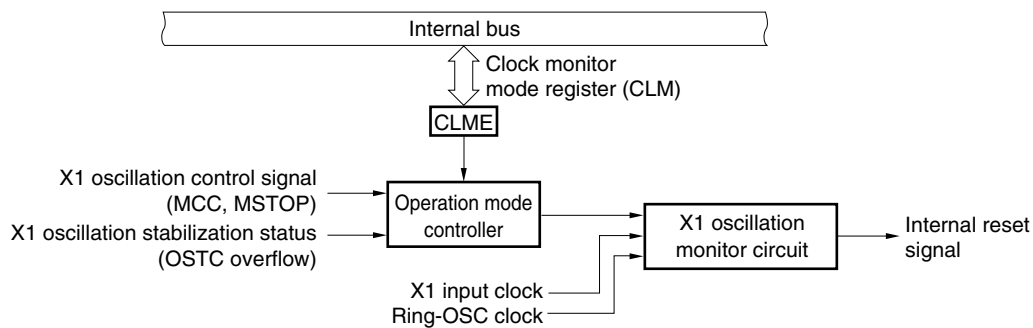 Internal bus
Clock monitor
mode register (CLM)
CLME
X1 oscillation control signal
(MCC, MSTOP)
X1 oscillation stabilization status
(OSTC overflow)
Operation mode
controller
X1 oscillation
monitor circuit
Internal reset
signal
X1 input clock
Ring-OSC clock